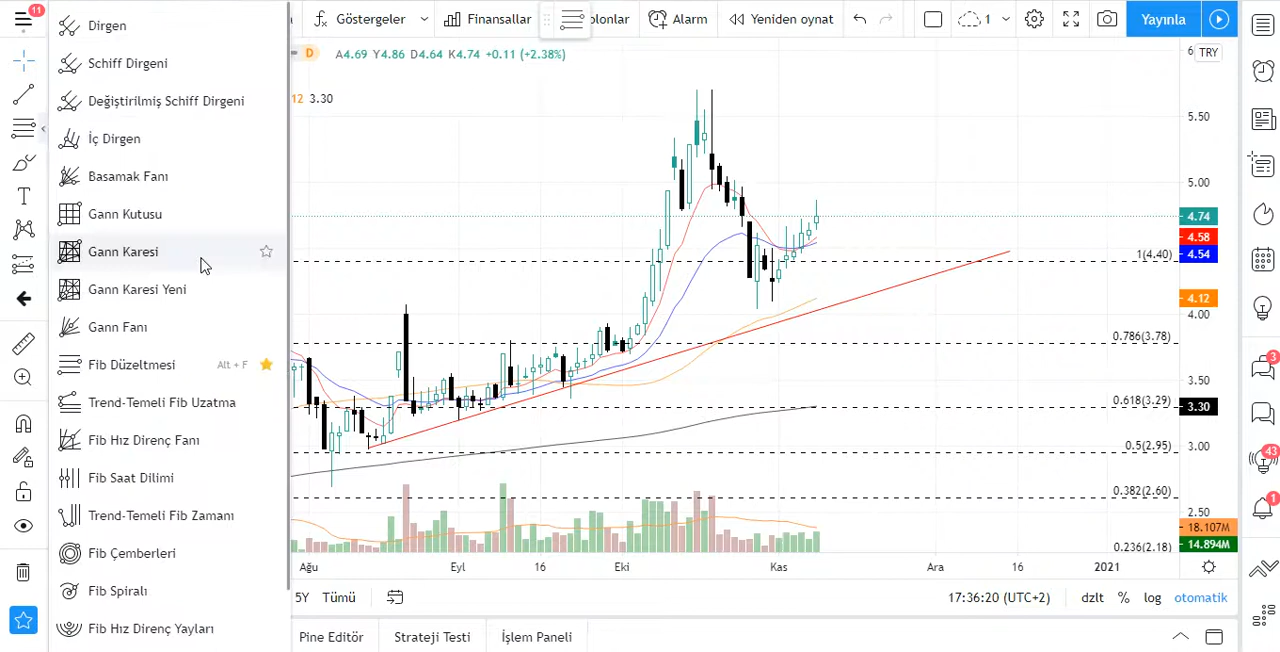 11
Göstergeler
Finansallar
olonlar
Alarm
Yeniden oynat
1
Yayınla
Dirgen
Schiff Dirgeni
Değiştirilmiş Schiff Dirgeni
İç Dirgen
Basamak Fanı
Gann Kutusu
Gann Karesi
Gann Karesi Yeni
Gann Fanı
Fib Düzeltmesi Alt + F
Trend-Temeli Fib Uzatma
Fib Hız Direnç Fanı
Fib Saat Dilimi
Trend-Temeli Fib Zamanı
Fib Çemberleri
Fib Spiralı
Fib Hız Direnç Yayları
D A4.69 Y4.86 D4.64 K4.74 +0.11 (+2.38%)
12 3.30
6
TRY
5.50
5.00
4.74
4.58
4.54
1(4.40)
4.12
4.00
0.786(3.78)
3.50
0.618(3.29)
3.30
0.5(2.95)
3.00
0.382(2.60)
2.50
18.107M
14.894M
0.236(2.18)
Ağu Eyl 16 Eki Kas Ara 16 2021
5Y Tümü
17:36:20 (UTC+2) dzlt % log otomatik
Pine Editör Strateji Testi İşlem Paneli
3
43
1